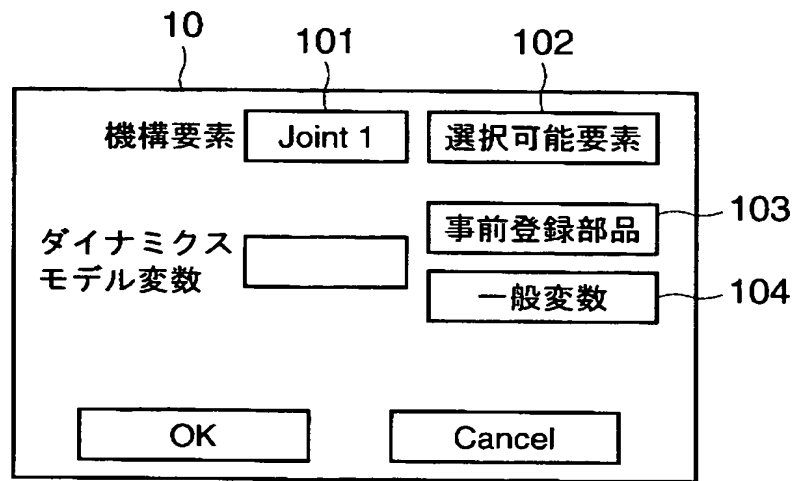 10
101
102
機構要素 Joint 1 選択可能要素
事前登録部品 103
ダイナミクス
モデル変数
一般変数 104
OK Cancel